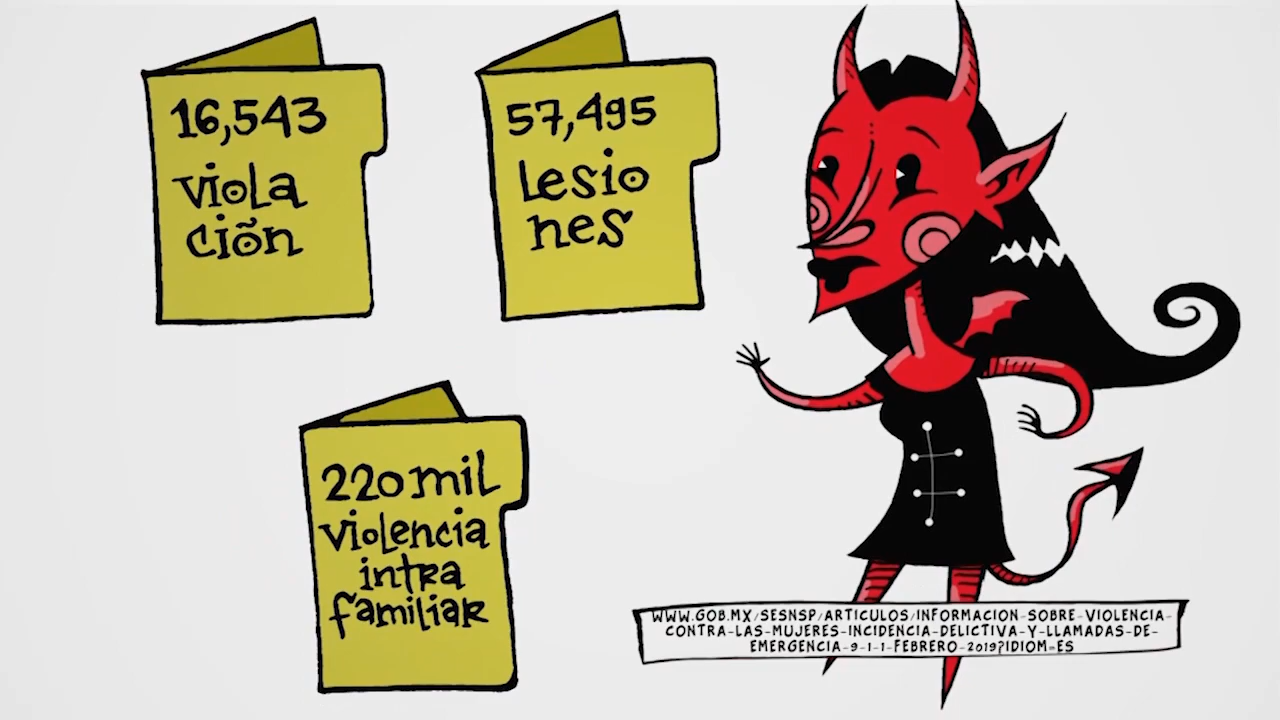 16,543
viola
ciõn
57,495
Lesio
nes
220 mil
violencia
intra
familiar
WWW.GOB.MX/SESNSP/ARTICULOS/INFORMACION-SOBRE-VIOLENCIA-
CONTRA-LAS-MUJERES-INCIDENCIA-DELICTIVA-Y-LLAMADAS-DE-
EMERGENCIA-9-1-1-FEBRERO-2019?IDIOM=ES